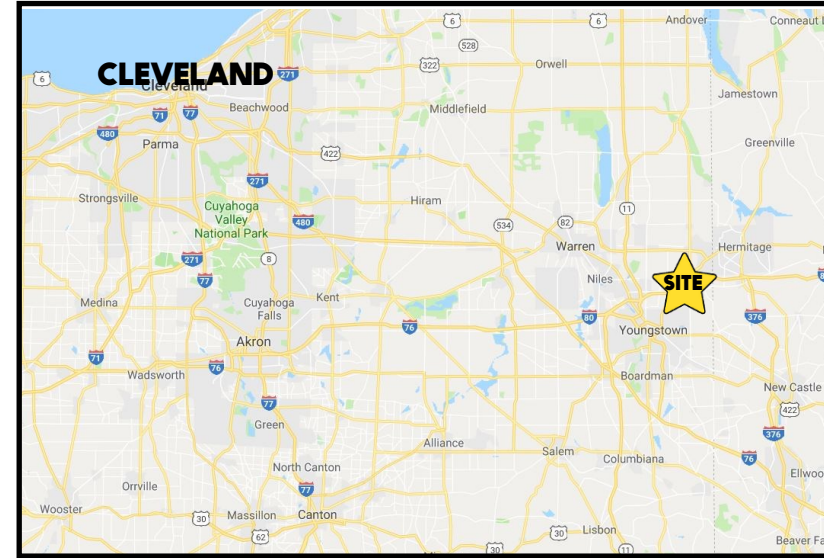 6
6
Andover
Conneaut L
528
CLEVELAND
Cleveland
271
6
322
Orwell
Jamestown
Beachwood
Middlefield
71
77
480
Parma
422
Greenville
271
Strongsville
Cuyahoga
Valley
National Park
Hiram
11
480
534
82
Warren
Hermitage
271
8
77
Niles
SITE
8
Medina
Cuyahoga
Falls
Kent
76
80
376
Youngstown
Akron
71
76
Wadsworth
Boardman
New Castle
77
422
Green
376
Alliance
Salem
Columbiana
76
North Canton
Ellwoo
Orrville
77
Wooster
30
Massillon
Canton
62
30
Lisbon
30
11
Beaver Fa